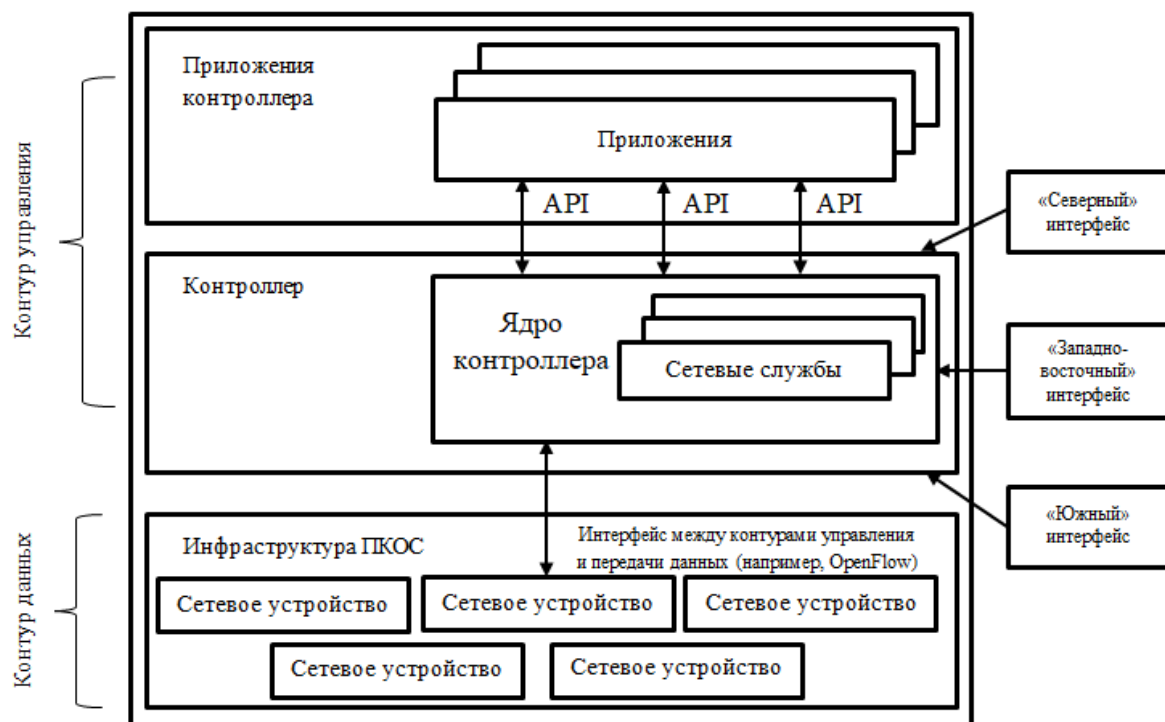 Приложения
контроллера
Приложения
API
API
API
«Северный»
интерфейс
Контур управления
Контроллер
Ядро
контроллера
Сетевые службы
«Западно-
восточный»
интерфейс
«Южный»
интерфейс
Контур данных
Инфраструктура ПКОС
Интерфейс между контурами управления
и передачи данных (например, OpenFlow)
Сетевое устройство
Сетевое устройство
Сетевое устройство
Сетевое устройство
Сетевое устройство